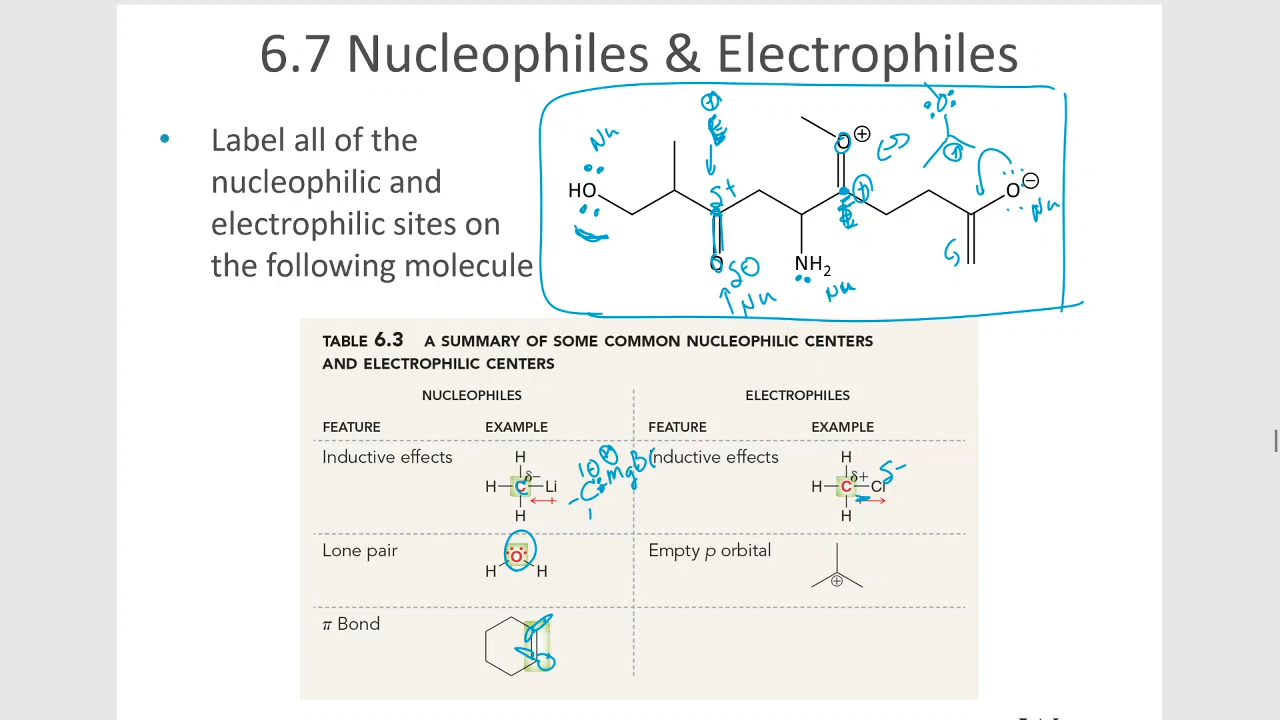 6.7 Nucleophiles & Electrophiles
• Label all of the
nucleophilic and
electrophilic sites on
the following molecule
Nu
HO
δ+
O
δ⊖
Nu
NH₂
Nu
O ⊕
O
⊕
O ⊖
Nu
TABLE 6.3 A SUMMARY OF SOME COMMON NUCLEOPHILIC CENTERS
AND ELECTROPHILIC CENTERS
NUCLEOPHILES ELECTROPHILES
FEATURE EXAMPLE FEATURE EXAMPLE
Inductive effects
H
δ−
H C Li
H
C MgBr
Inductive effects
H
δ+ δ−
H C Cl
H
Lone pair
O
H H
Empty p orbital
⊕
π Bond